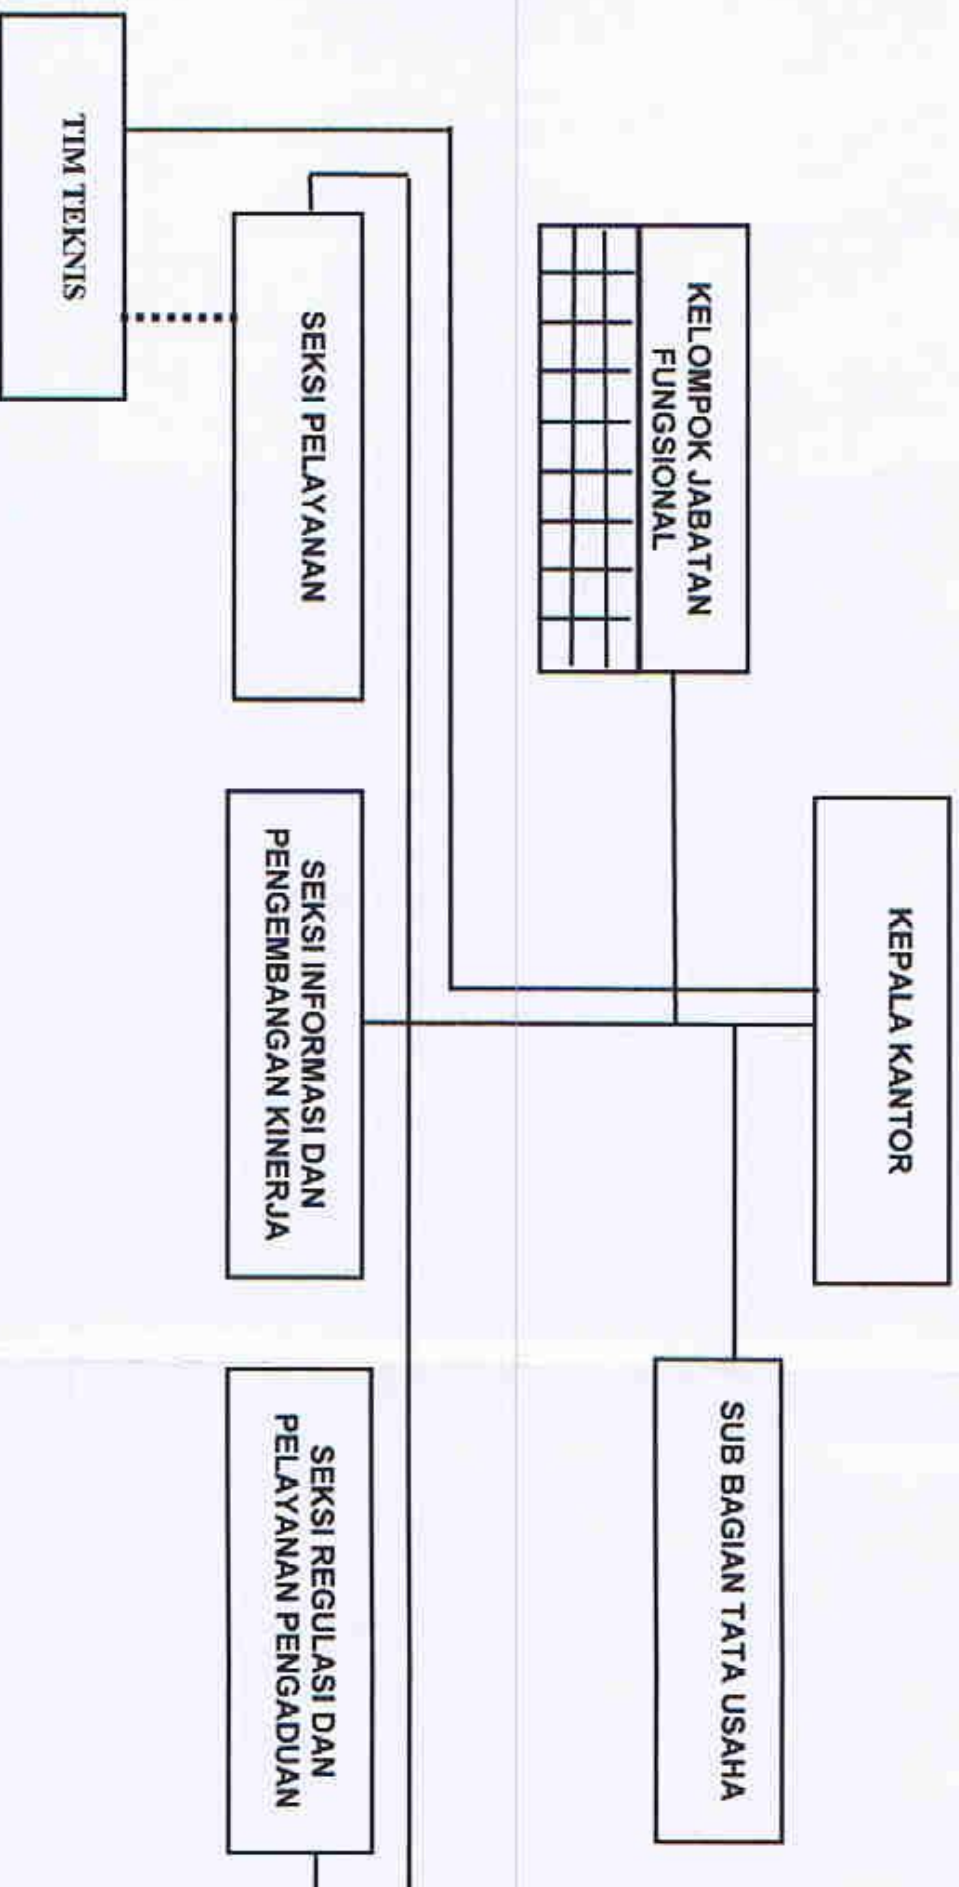 KEPALA KANTOR
KELOMPOK JABATAN
FUNGSIONAL
SUB BAGIAN TATA USAHA
SEKSI PELAYANAN
SEKSI INFORMASI DAN
PENGEMBANGAN KINERJA
SEKSI REGULASI DAN
PELAYANAN PENGADUAN
TIM TEKNIS